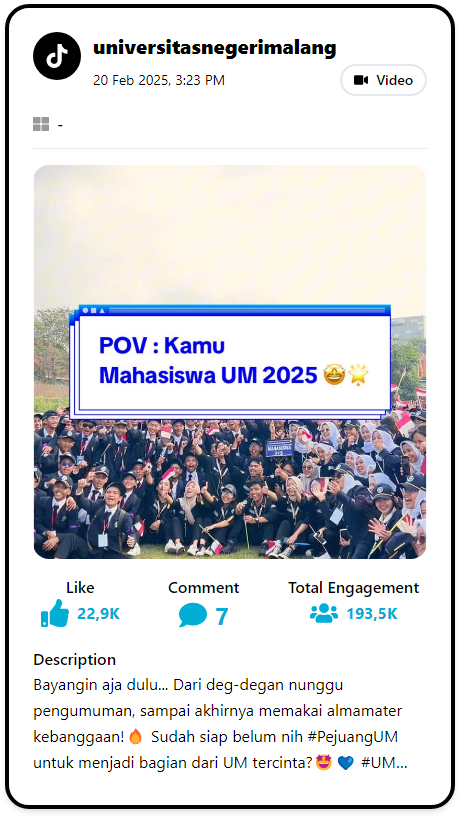 universitasnegerimalang
20 Feb 2025, 3:23 PM
Video
-
POV : Kamu
Mahasiswa UM 2025 🤩🌟
MAHASISWA
Like
Comment
Total Engagement
22,9K
7
193,5K
Description
Bayangin aja dulu... Dari deg-degan nunggu
pengumuman, sampai akhirnya memakai almamater
kebanggaan!🔥 Sudah siap belum nih #PejuangUM
untuk menjadi bagian dari UM tercinta?🤩💙 #UM...